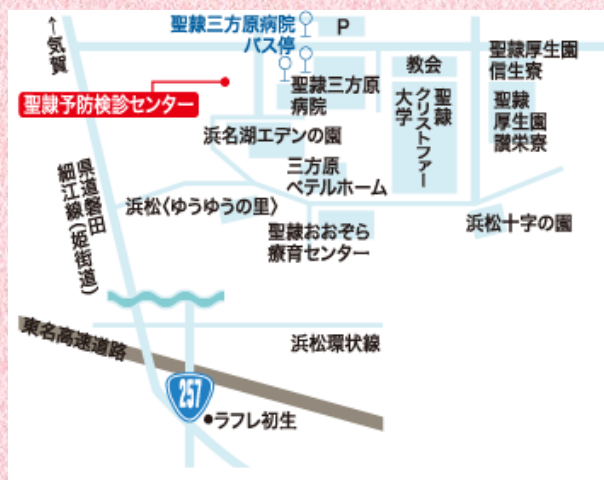 ←気賀
聖隷三方原病院
バス停
P
聖隷予防検診センター
聖隷三方原
病院
教会
聖隷
クリストファー
大学
聖隷厚生園
信生寮
聖隷
厚生園
讃栄寮
浜名湖エデンの園
三方原
ベテルホーム
県道磐田
細江線(姫街道)
浜松〈ゆうゆうの里〉
聖隷おおぞら
療育センター
浜松十字の園
東名高速道路
浜松環状線
257
●ラフレ初生